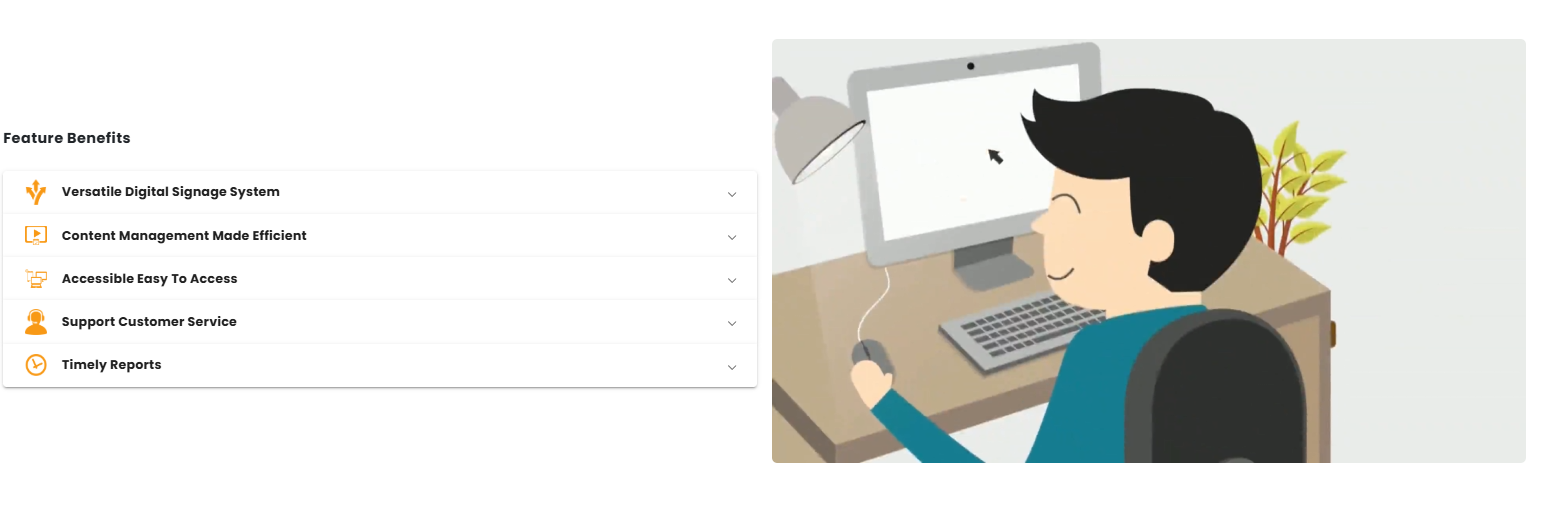 Feature Benefits
Versatile Digital Signage System
Content Management Made Efficient
Accessible Easy To Access
Support Customer Service
Timely Reports